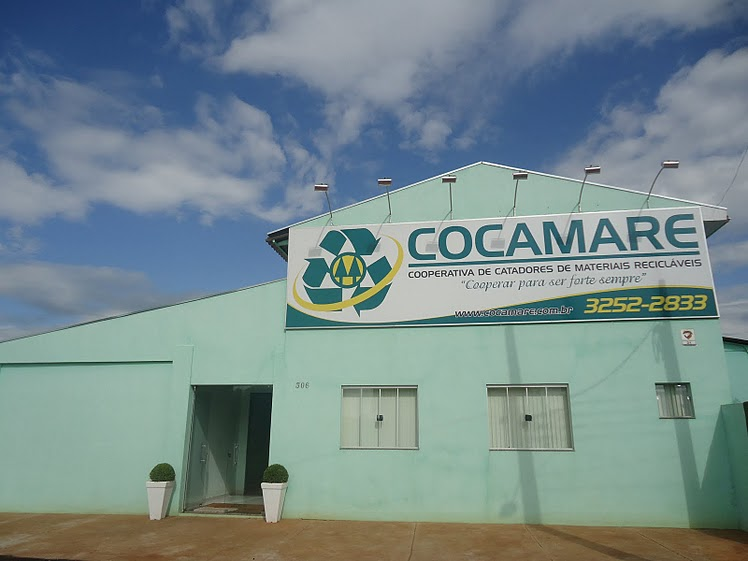 COCAMARE
COOPERATIVA DE CATADORES DE MATERIAIS RECICLÁVEIS
"Cooperar para ser forte sempre"
www.cocamare.com.br 3252-2833
306